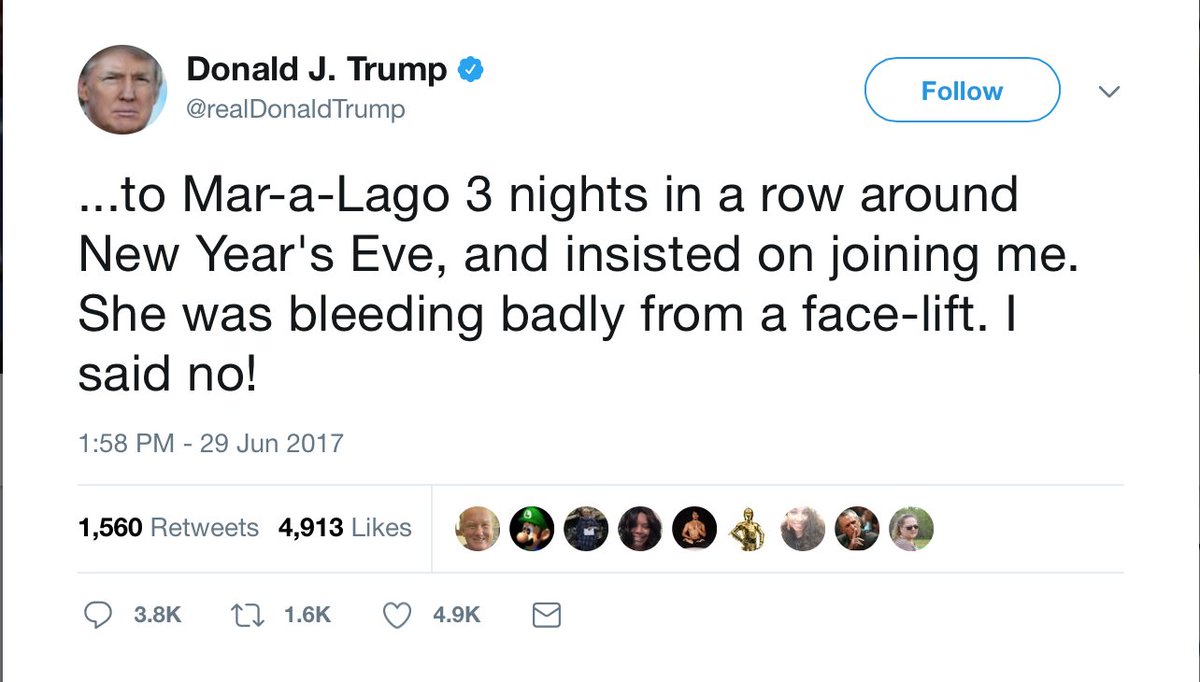 Donald J. Trump
@realDonaldTrump
Follow
...to Mar-a-Lago 3 nights in a row around
New Year's Eve, and insisted on joining me.
She was bleeding badly from a face-lift. I
said no!
1:58 PM - 29 Jun 2017
1,560 Retweets 4,913 Likes
3.8K 1.6K 4.9K